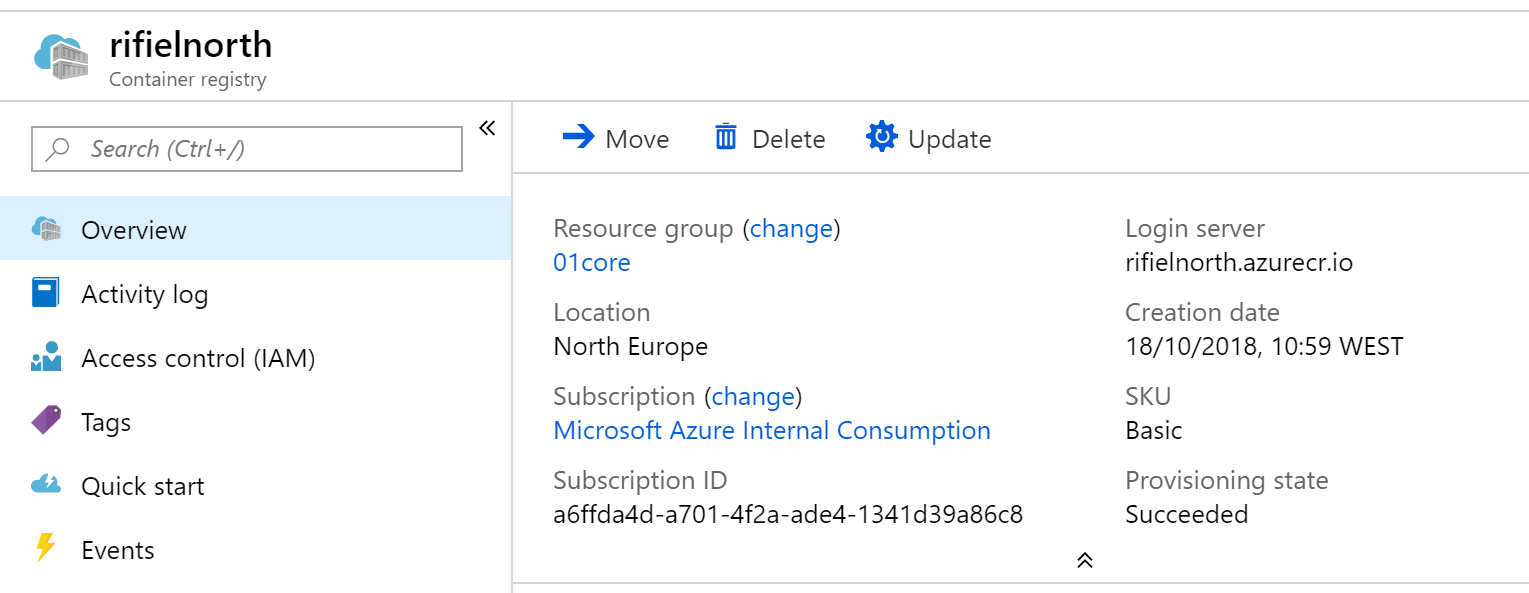 rifielnorth
Container registry
Search (Ctrl+/)
Overview
Activity log
Access control (IAM)
Tags
Quick start
Events
Move
Delete
Update
Resource group (change)
01core
Location
North Europe
Subscription (change)
Microsoft Azure Internal Consumption
Subscription ID
a6ffda4d-a701-4f2a-ade4-1341d39a86c8
Login server
rifielnorth.azurecr.io
Creation date
18/10/2018, 10:59 WEST
SKU
Basic
Provisioning state
Succeeded